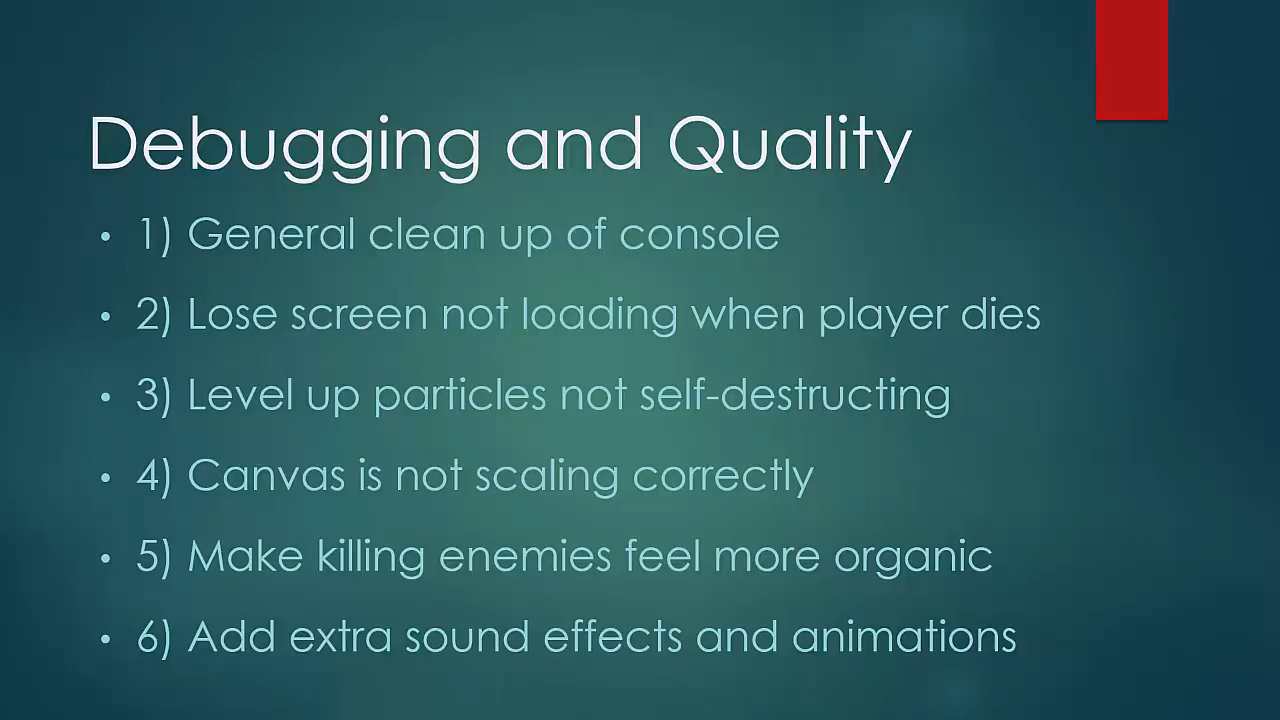 Debugging and Quality
• 1) General clean up of console
• 2) Lose screen not loading when player dies
• 3) Level up particles not self-destructing
• 4) Canvas is not scaling correctly
• 5) Make killing enemies feel more organic
• 6) Add extra sound effects and animations